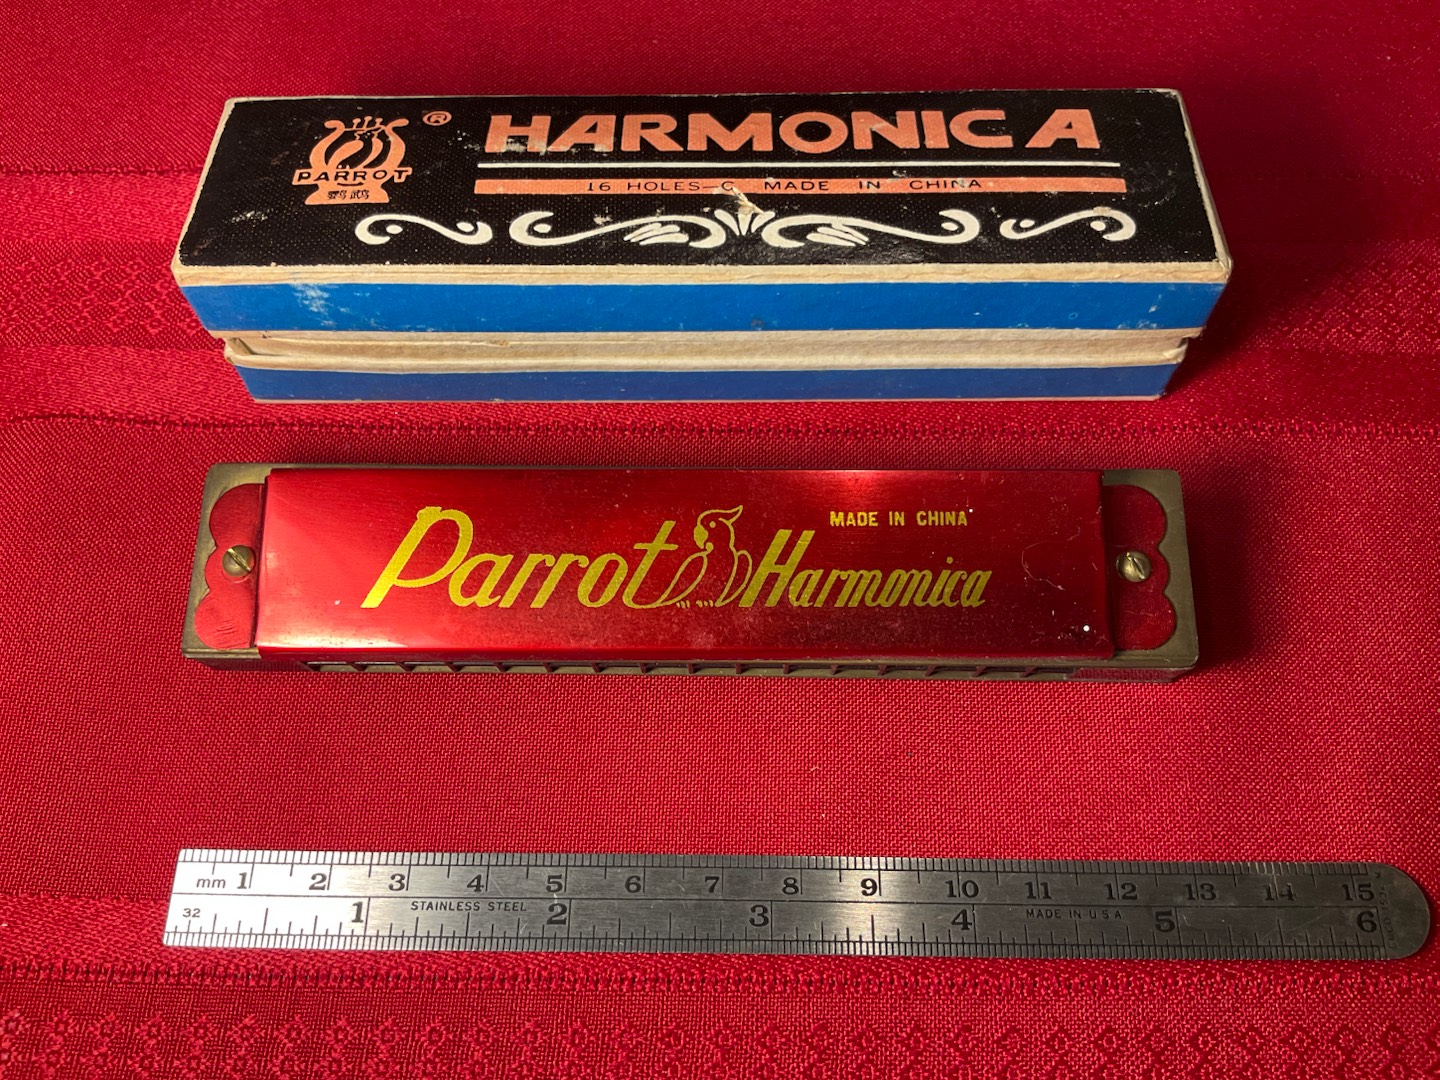 ®
HARMONICA
PARROT
鹦鹉
16 HOLES—C MADE IN CHINA
MADE IN CHINA
Parrot Harmonica
mm 1 2 3 4 5 6 7 8 9 10 11 12 13 14 15
32 1 2 3 4 5 6
STAINLESS STEEL MADE IN USA